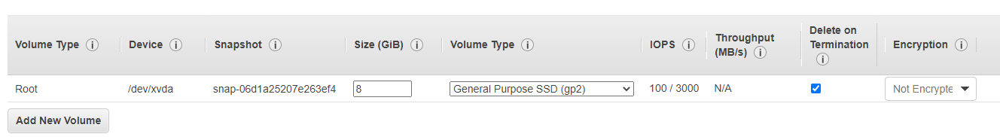 Volume Type Device Snapshot Size (GiB) Volume Type IOPS Throughput (MB/s) Delete on Termination Encryption
Root /dev/xvda snap-06d1a25207e263ef4 8 General Purpose SSD (gp2) 100 / 3000 N/A Not Encrypte
Add New Volume